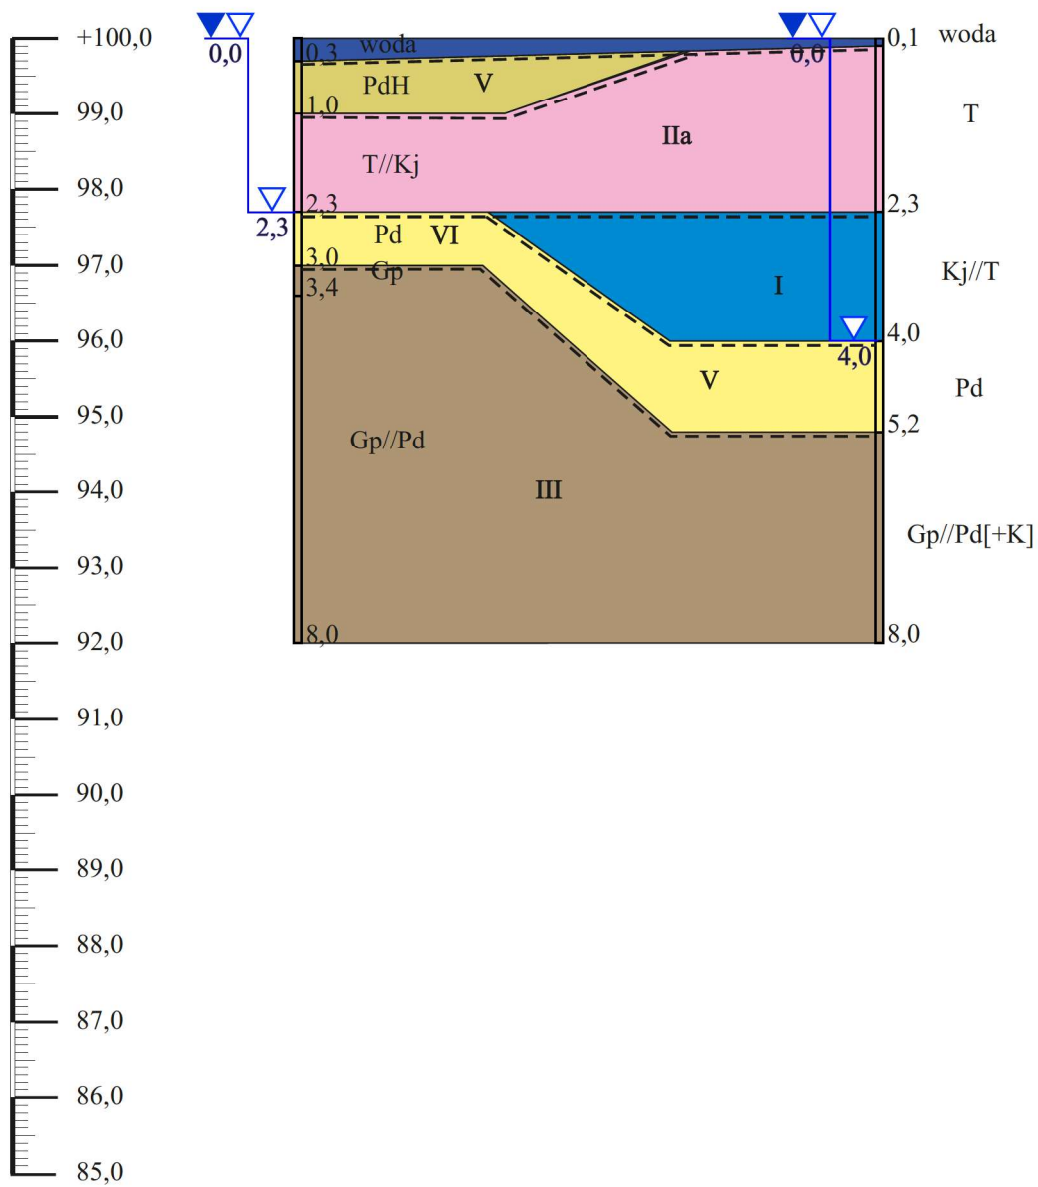 +100,0
99,0
98,0
97,0
96,0
95,0
94,0
93,0
92,0
91,0
90,0
89,0
88,0
87,0
86,0
85,0
0,0
2,3
woda
0,3
PdH
V
1,0
T//Kj
IIa
2,3
Pd
VI
3,0
Gp
3,4
I
V
Gp//Pd
III
8,0
0,0
4,0
0,1
2,3
4,0
5,2
8,0
woda
T
Kj//T
Pd
Gp//Pd[+K]